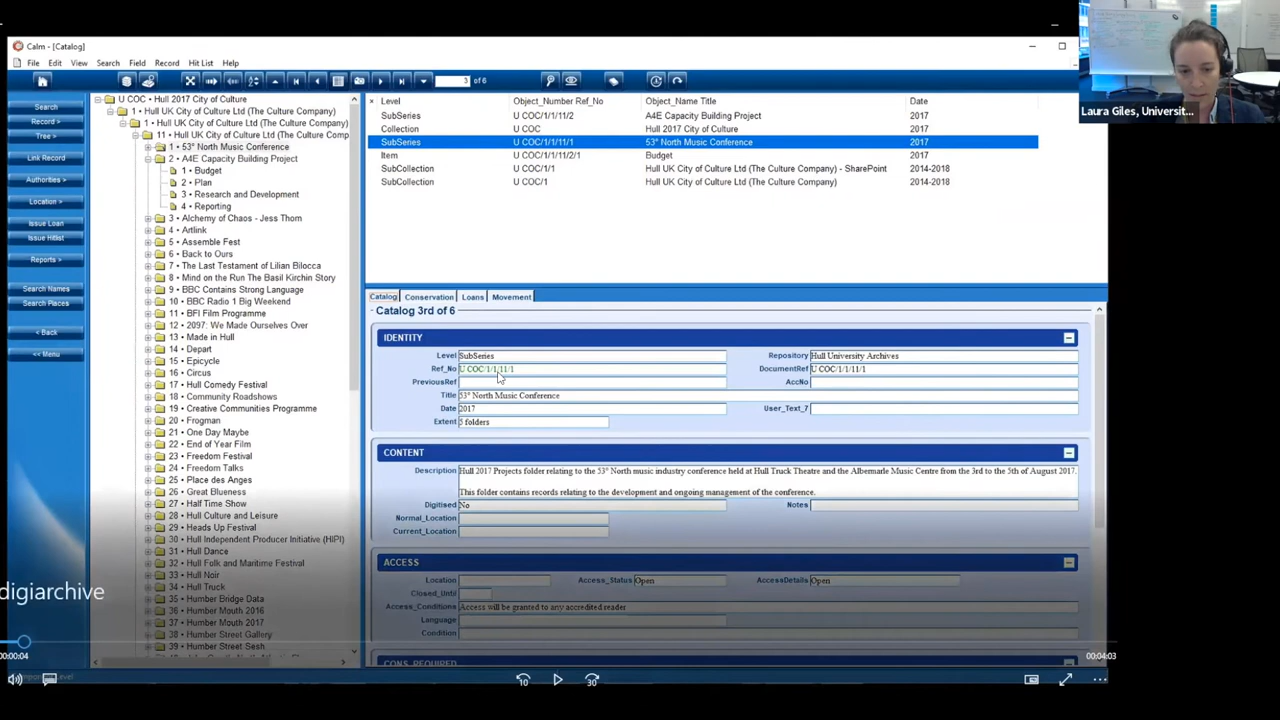 Calm - [Catalog]
File Edit View Search Field Record Hit List Help
3 of 6
Search
Record >
Tree >
Link Record
Authorities >
Location >
Issue Loan
Issue Hitlist
Reports >
Search Names
Search Places
< Back
<< Menu
U COC • Hull 2017 City of Culture
1 • Hull UK City of Culture Ltd (The Culture Company)
1 • Hull UK City of Culture Ltd (The Culture Company)
11 • Hull UK City of Culture Ltd (The Culture Comp
1 • 53° North Music Conference
2 • A4E Capacity Building Project
1 • Budget
2 • Plan
3 • Research and Development
4 • Reporting
3 • Alchemy of Chaos - Jess Thom
4 • Artlink
5 • Assemble Fest
6 • Back to Ours
7 • The Last Testament of Lilian Bilocca
8 • Mind on the Run The Basil Kirchin Story
9 • BBC Contains Strong Language
10 • BBC Radio 1 Big Weekend
11 • BFI Film Programme
12 • 2097: We Made Ourselves Over
13 • Made in Hull
14 • Depart
15 • Epicycle
16 • Circus
17 • Hull Comedy Festival
18 • Community Roadshows
19 • Creative Communities Programme
20 • Frogman
21 • One Day Maybe
22 • End of Year Film
23 • Freedom Festival
24 • Freedom Talks
25 • Place des Anges
26 • Great Blueness
27 • Half Time Show
28 • Hull Culture and Leisure
29 • Heads Up Festival
30 • Hull Independent Producer Initiative (HIPI)
31 • Hull Dance
32 • Hull Folk and Maritime Festival
33 • Hull Noir
34 • Hull Truck
35 • Humber Bridge Data
36 • Humber Mouth 2016
37 • Humber Mouth 2017
38 • Humber Street Gallery
39 • Humber Street Sesh
Level Object_Number Ref_No Object_Name Title Date
SubSeries U COC/1/1/11/2 A4E Capacity Building Project 2017
Collection U COC Hull 2017 City of Culture 2017
SubSeries U COC/1/1/11/1 53° North Music Conference 2017
Item U COC/1/1/11/2/1 Budget 2017
SubCollection U COC/1/1 Hull UK City of Culture Ltd (The Culture Company) - SharePoint 2014-2018
SubCollection U COC/1 Hull UK City of Culture Ltd (The Culture Company) 2014-2018
Catalog Conservation Loans Movement
Catalog 3rd of 6
IDENTITY
Level SubSeries Repository Hull University Archives
Ref_No U COC/1/1/11/1 DocumentRef U COC/1/1/11/1
PreviousRef AccNo
Title 53° North Music Conference
Date 2017 User_Text_7
Extent 5 folders
CONTENT
Description Hull 2017 Projects folder relating to the 53° North music industry conference held at Hull Truck Theatre and the Albemarle Music Centre from the 3rd to the 5th of August 2017.
This folder contains records relating to the development and ongoing management of the conference.
Digitised No Notes
Normal_Location
Current_Location
ACCESS
Location Access_Status Open AccessDetails Open
Closed_Until
Access_Conditions Access will be granted to any accredited reader
Language
Condition
CONS_REQUIRED
Laura Giles, Universit...
digiarchive
00:00:04
00:04:03
10
30